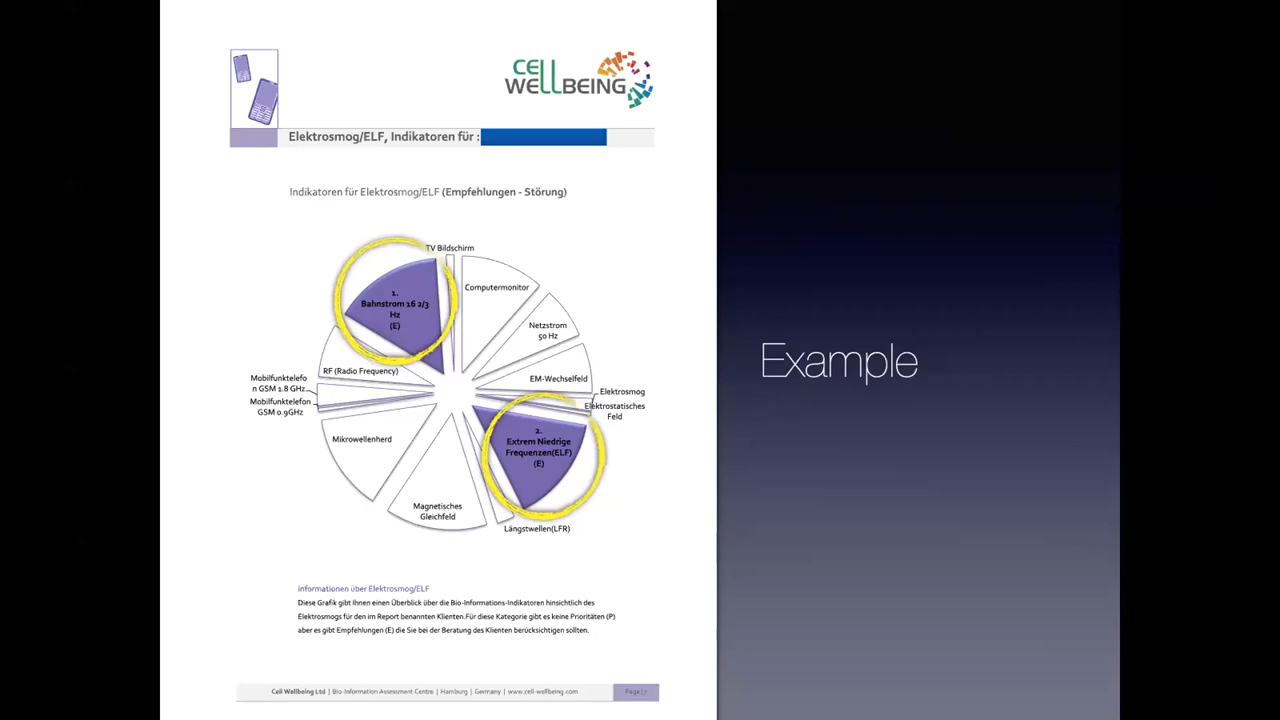 CELL
WELLBEING
Elektrosmog/ELF, Indikatoren für :
Indikatoren für Elektrosmog/ELF (Empfehlungen - Störung)
TV Bildschirm
1.
Bahnstrom 16 2/3
Hz
(E)
Computermonitor
Netzstrom
50 Hz
RF (Radio Frequency)
EM-Wechselfeld
Mobilfunktelefo
n GSM 1.8 GHz
Elektrosmog
Mobilfunktelefon
GSM 0.9GHz
Elektrostatisches
Feld
2.
Extrem Niedrige
Frequenzen(ELF)
(E)
Mikrowellenherd
Magnetisches
Gleichfeld
Längstwellen(LFR)
Example
informationen über Elektrosmog/ELF
Diese Grafik gibt Ihnen einen Überblick über die Bio-Informations-Indikatoren hinsichtlich des
Elektrosmogs für den im Report benannten Klienten.Für diese Kategorie gibt es keine Prioritäten (P)
aber es gibt Empfehlungen (E) die Sie bei der Beratung des Klienten berücksichtigen sollten.
Cell Wellbeing Ltd | Bio-Information Assessment Centre | Hamburg | Germany | www.cell-wellbeing.com
Page | 7